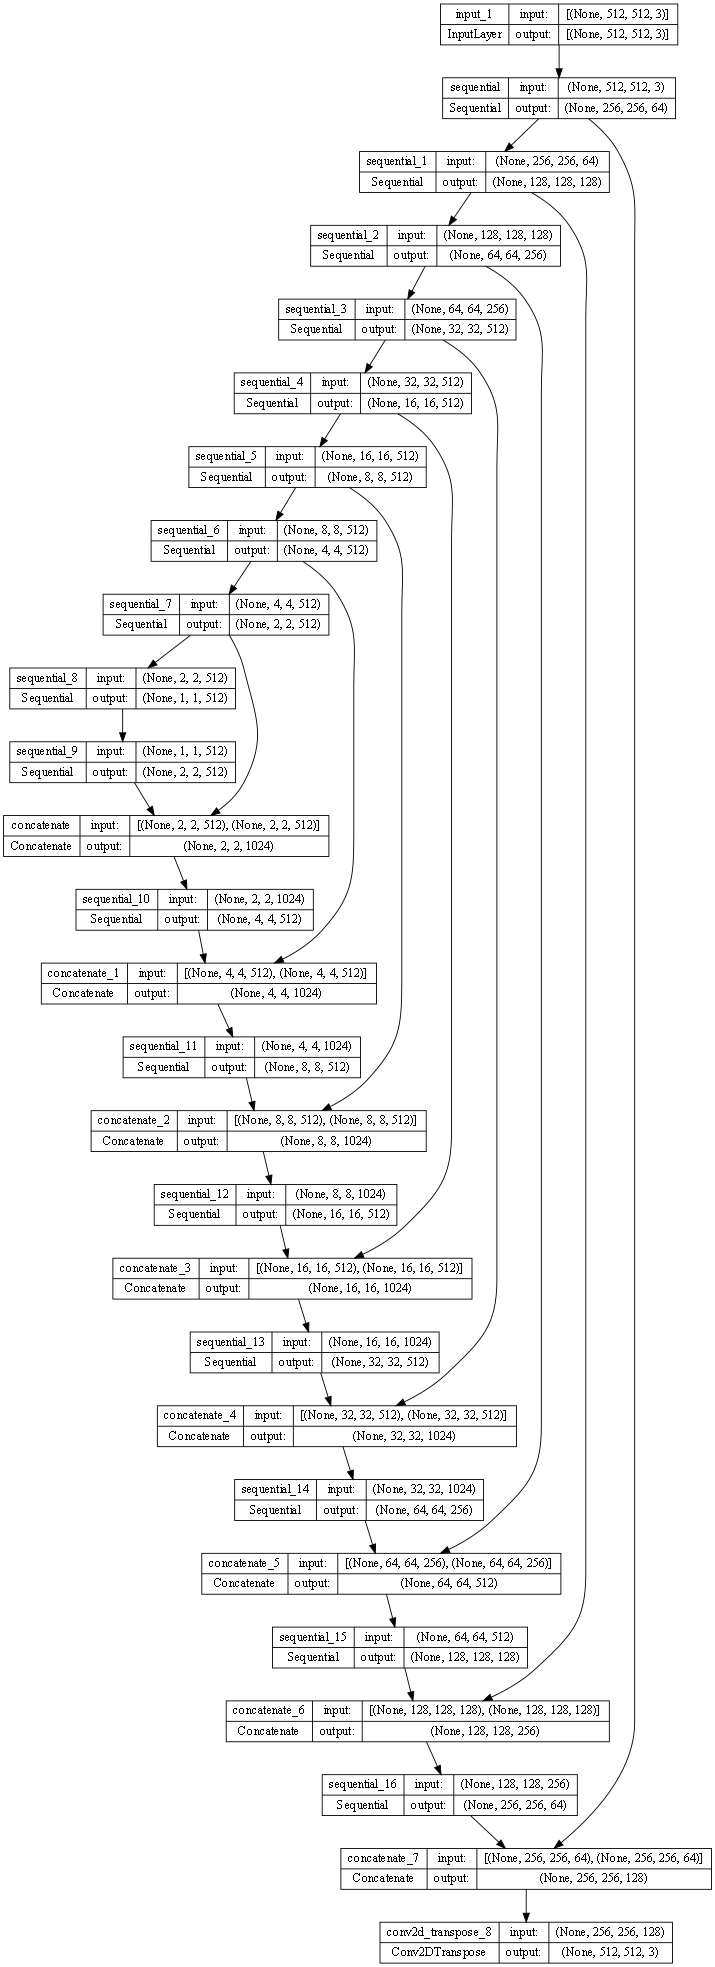 input_1 input: [(None, 512, 512, 3)]
InputLayer output: [(None, 512, 512, 3)]
sequential input: (None, 512, 512, 3)
Sequential output: (None, 256, 256, 64)
sequential_1 input: (None, 256, 256, 64)
Sequential output: (None, 128, 128, 128)
sequential_2 input: (None, 128, 128, 128)
Sequential output: (None, 64, 64, 256)
sequential_3 input: (None, 64, 64, 256)
Sequential output: (None, 32, 32, 512)
sequential_4 input: (None, 32, 32, 512)
Sequential output: (None, 16, 16, 512)
sequential_5 input: (None, 16, 16, 512)
Sequential output: (None, 8, 8, 512)
sequential_6 input: (None, 8, 8, 512)
Sequential output: (None, 4, 4, 512)
sequential_7 input: (None, 4, 4, 512)
Sequential output: (None, 2, 2, 512)
sequential_8 input: (None, 2, 2, 512)
Sequential output: (None, 1, 1, 512)
sequential_9 input: (None, 1, 1, 512)
Sequential output: (None, 2, 2, 512)
concatenate input: [(None, 2, 2, 512), (None, 2, 2, 512)]
Concatenate output: (None, 2, 2, 1024)
sequential_10 input: (None, 2, 2, 1024)
Sequential output: (None, 4, 4, 512)
concatenate_1 input: [(None, 4, 4, 512), (None, 4, 4, 512)]
Concatenate output: (None, 4, 4, 1024)
sequential_11 input: (None, 4, 4, 1024)
Sequential output: (None, 8, 8, 512)
concatenate_2 input: [(None, 8, 8, 512), (None, 8, 8, 512)]
Concatenate output: (None, 8, 8, 1024)
sequential_12 input: (None, 8, 8, 1024)
Sequential output: (None, 16, 16, 512)
concatenate_3 input: [(None, 16, 16, 512), (None, 16, 16, 512)]
Concatenate output: (None, 16, 16, 1024)
sequential_13 input: (None, 16, 16, 1024)
Sequential output: (None, 32, 32, 512)
concatenate_4 input: [(None, 32, 32, 512), (None, 32, 32, 512)]
Concatenate output: (None, 32, 32, 1024)
sequential_14 input: (None, 32, 32, 1024)
Sequential output: (None, 64, 64, 256)
concatenate_5 input: [(None, 64, 64, 256), (None, 64, 64, 256)]
Concatenate output: (None, 64, 64, 512)
sequential_15 input: (None, 64, 64, 512)
Sequential output: (None, 128, 128, 128)
concatenate_6 input: [(None, 128, 128, 128), (None, 128, 128, 128)]
Concatenate output: (None, 128, 128, 256)
sequential_16 input: (None, 128, 128, 256)
Sequential output: (None, 256, 256, 64)
concatenate_7 input: [(None, 256, 256, 64), (None, 256, 256, 64)]
Concatenate output: (None, 256, 256, 128)
conv2d_transpose_8 input: (None, 256, 256, 128)
Conv2DTranspose output: (None, 512, 512, 3)